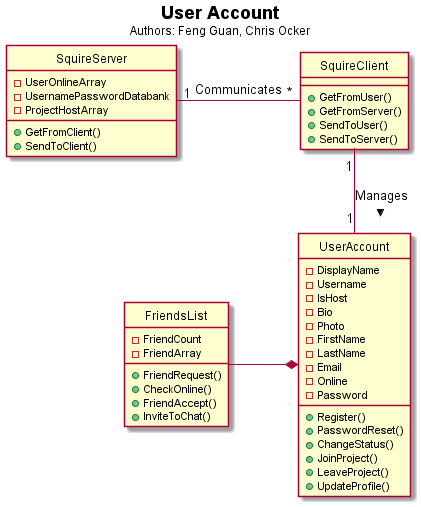 User Account
Authors: Feng Guan, Chris Ocker
SquireServer
UserOnlineArray
UsernamePasswordDatabank
ProjectHostArray
GetFromClient()
SendToClient()
1 Communicates *
SquireClient
GetFromUser()
GetFromServer()
SendToUser()
SendToServer()
1
Manages
1
UserAccount
DisplayName
Username
IsHost
Bio
Photo
FirstName
LastName
Email
Online
Password
Register()
PasswordReset()
ChangeStatus()
JoinProject()
LeaveProject()
UpdateProfile()
FriendsList
FriendCount
FriendArray
FriendRequest()
CheckOnline()
FriendAccept()
InviteToChat()